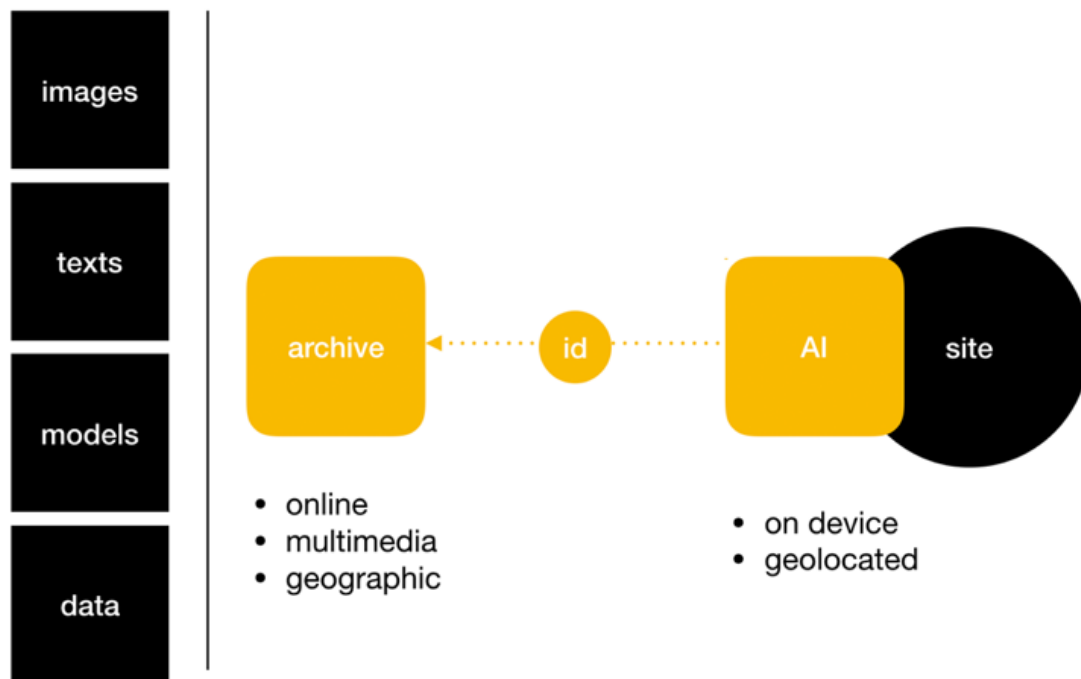 images
texts
models
data
archive
id
AI
site
• online
• multimedia
• geographic
• on device
• geolocated